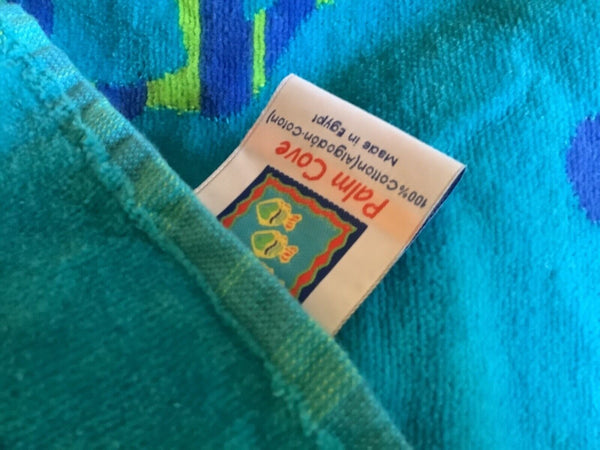 Palm Cove
100% Cotton(Algodón-Coton)
Made in Egypt